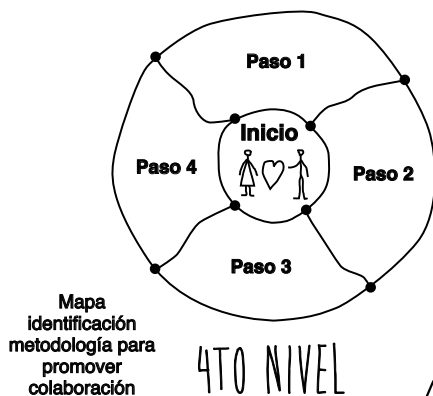 Paso 1
Inicio
Paso 4
Paso 2
Paso 3
Mapa
identificación
metodología para
promover
colaboración
4TO NIVEL